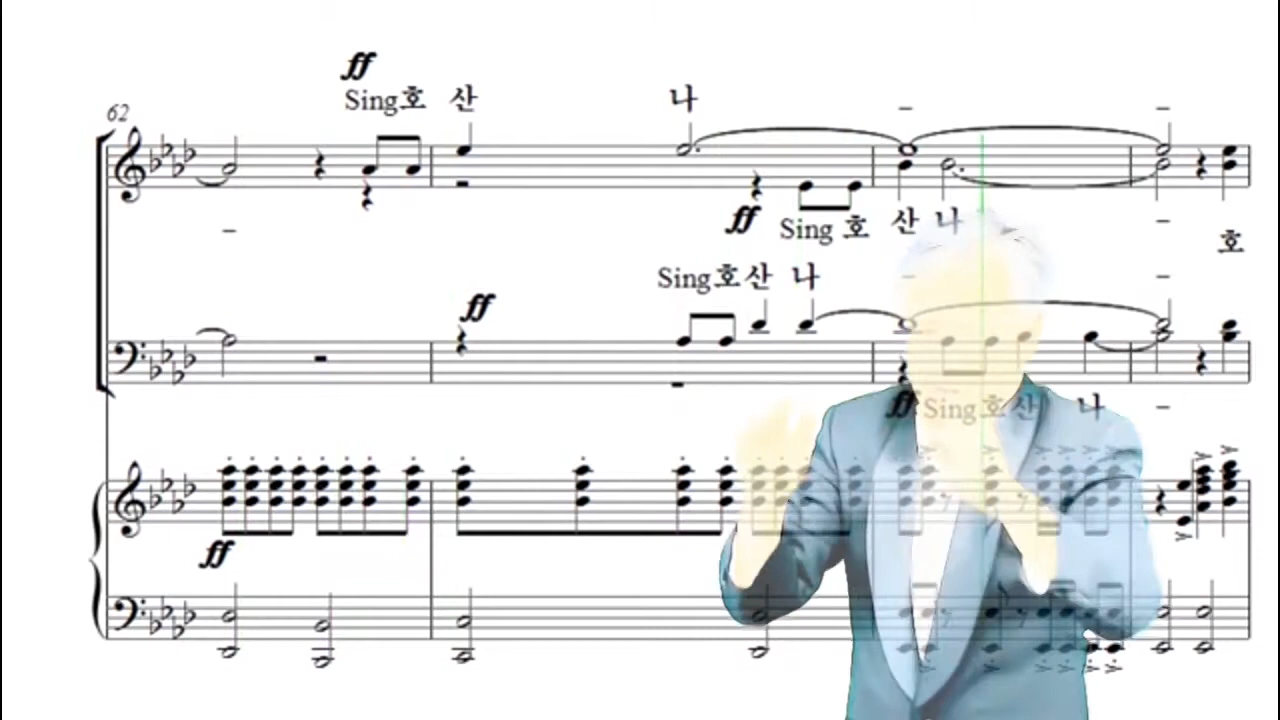 ff
Sing호 산 나 - -
62
-
ff Sing 호 산 나 - 호
Sing호산 나 - -
ff
ff Sing호산 나 -
ff